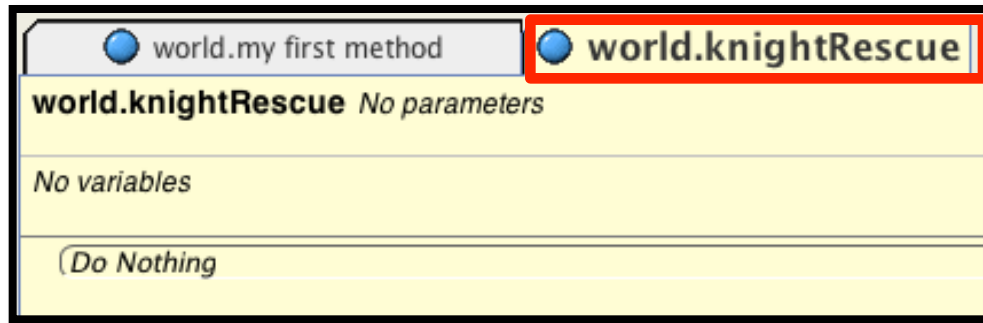 world.my first method world.knightRescue
world.knightRescue No parameters
No variables
Do Nothing